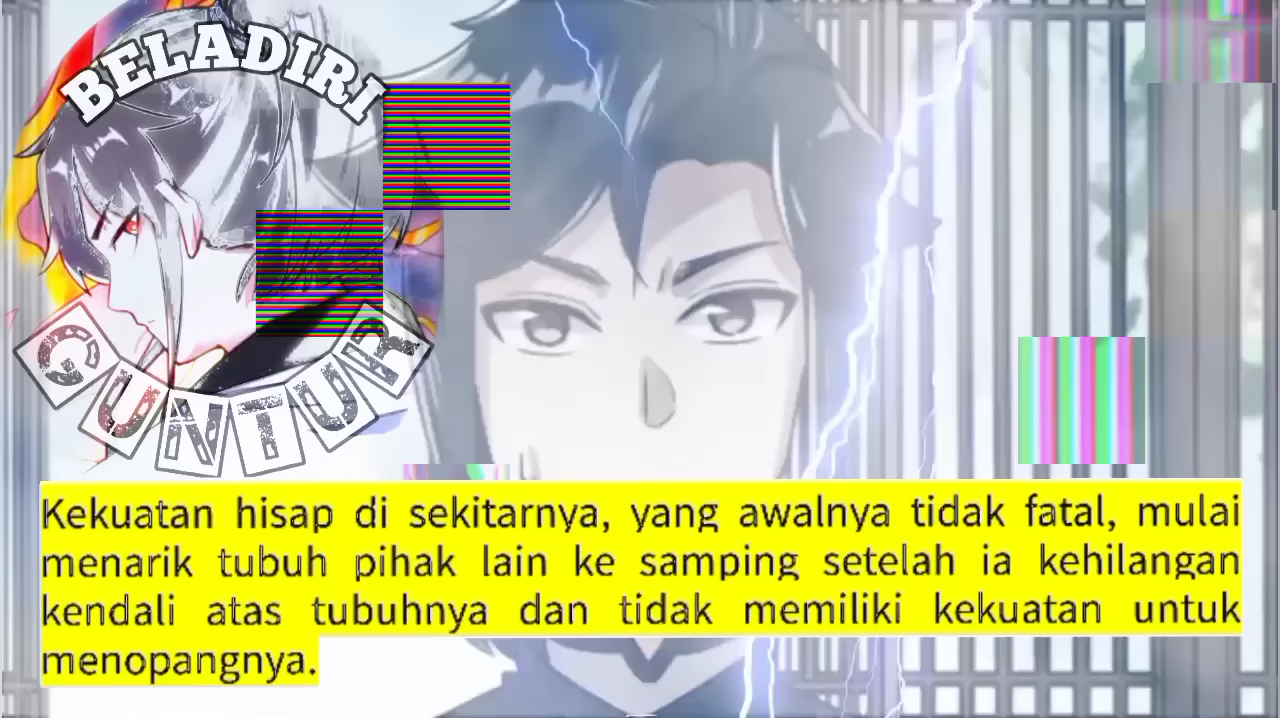 BELADIRI
GUNTUR
Kekuatan hisap di sekitarnya, yang awalnya tidak fatal, mulai
menarik tubuh pihak lain ke samping setelah ia kehilangan
kendali atas tubuhnya dan tidak memiliki kekuatan untuk
menopangnya.